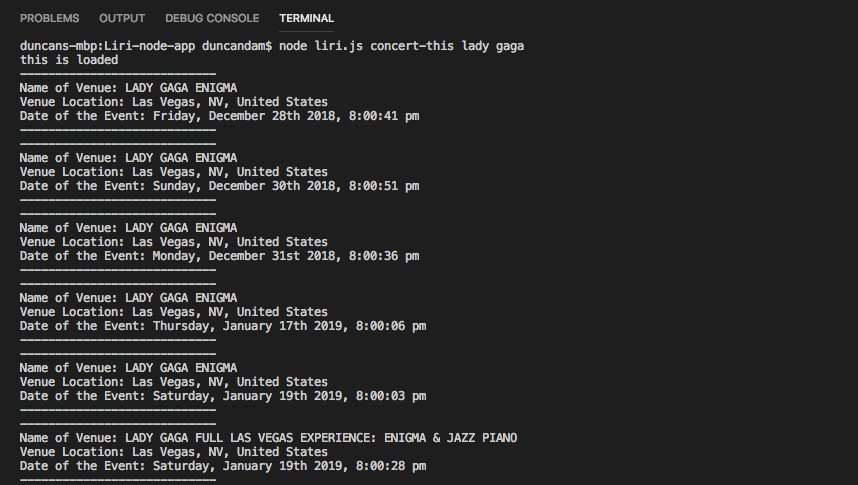 PROBLEMS OUTPUT DEBUG CONSOLE TERMINAL
duncans-mbp:Liri-node-app duncandam$ node liri.js concert-this lady gaga
this is loaded
----------------------------
Name of Venue: LADY GAGA ENIGMA
Venue Location: Las Vegas, NV, United States
Date of the Event: Friday, December 28th 2018, 8:00:41 pm
----------------------------
----------------------------
Name of Venue: LADY GAGA ENIGMA
Venue Location: Las Vegas, NV, United States
Date of the Event: Sunday, December 30th 2018, 8:00:51 pm
----------------------------
----------------------------
Name of Venue: LADY GAGA ENIGMA
Venue Location: Las Vegas, NV, United States
Date of the Event: Monday, December 31st 2018, 8:00:36 pm
----------------------------
----------------------------
Name of Venue: LADY GAGA ENIGMA
Venue Location: Las Vegas, NV, United States
Date of the Event: Thursday, January 17th 2019, 8:00:06 pm
----------------------------
----------------------------
Name of Venue: LADY GAGA ENIGMA
Venue Location: Las Vegas, NV, United States
Date of the Event: Saturday, January 19th 2019, 8:00:03 pm
----------------------------
----------------------------
Name of Venue: LADY GAGA FULL LAS VEGAS EXPERIENCE: ENIGMA & JAZZ PIANO
Venue Location: Las Vegas, NV, United States
Date of the Event: Saturday, January 19th 2019, 8:00:28 pm
----------------------------